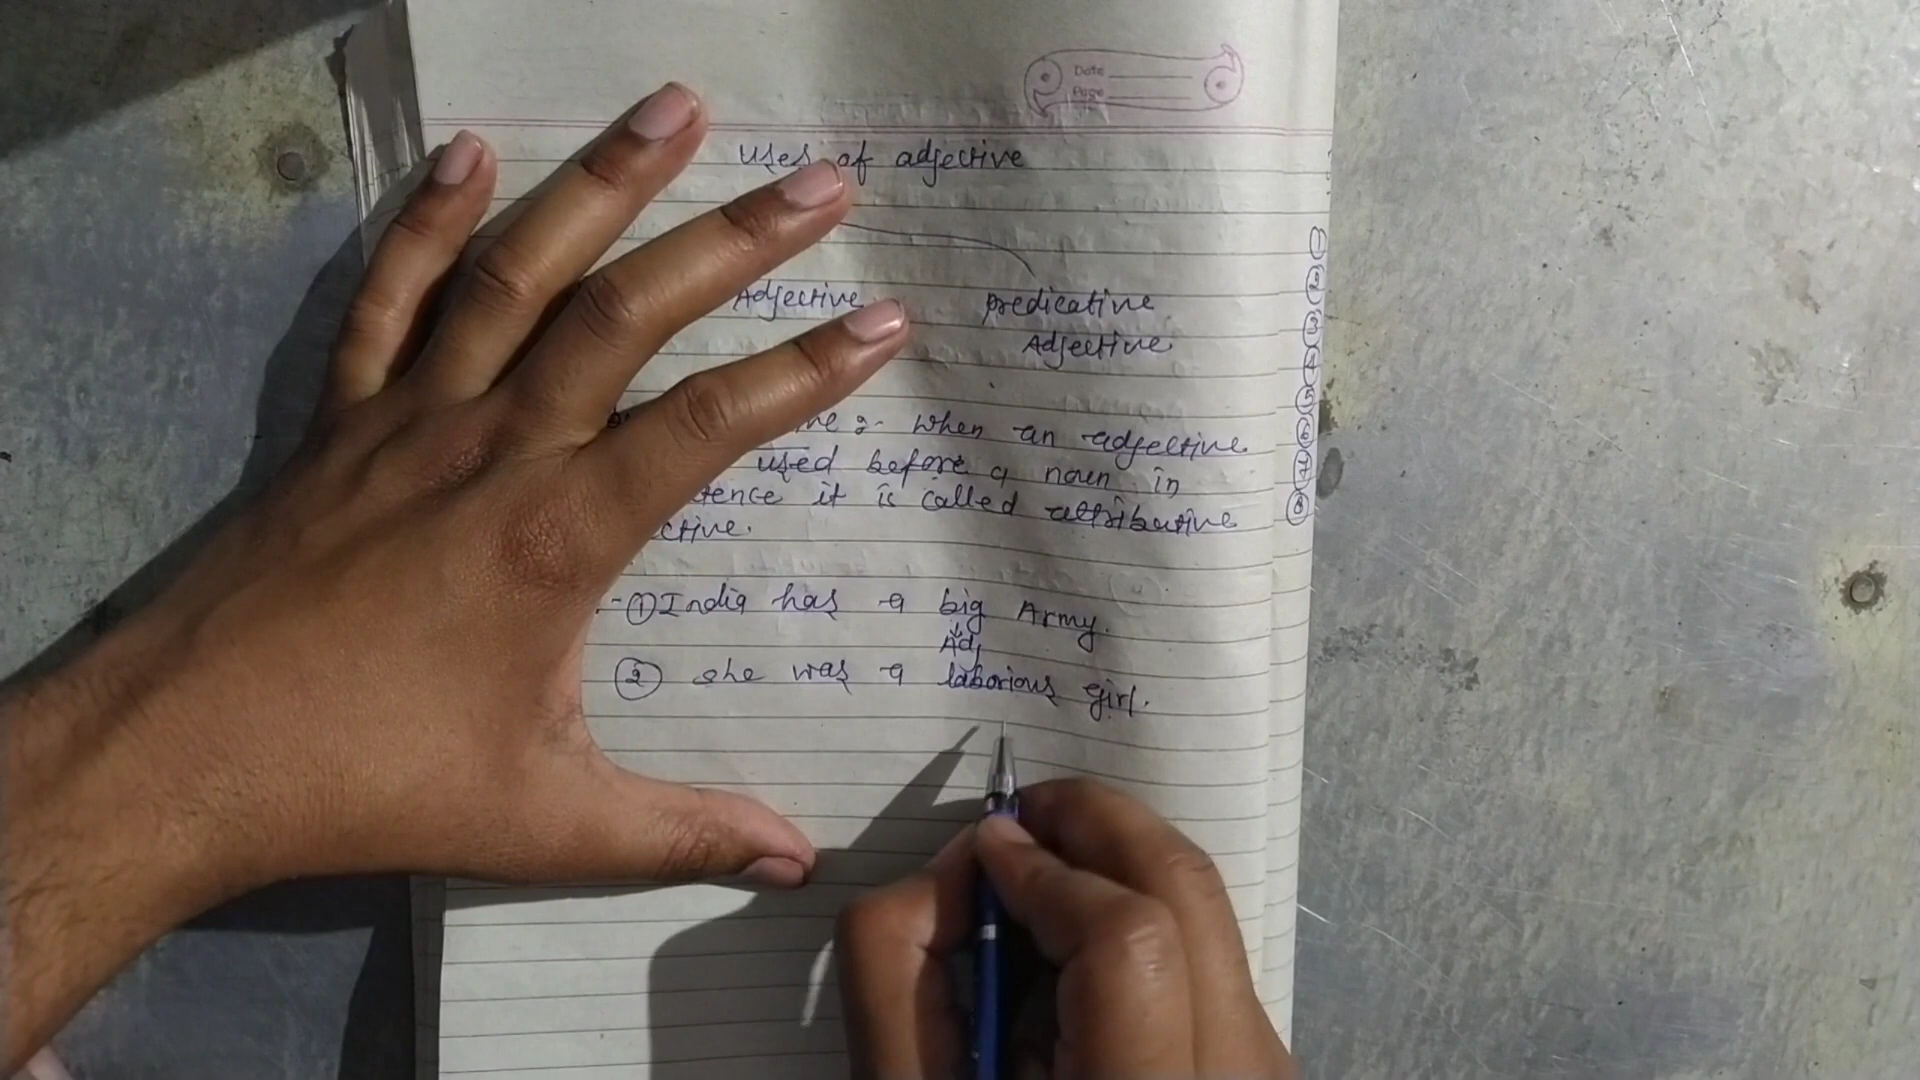 Date
Page
Uses of adjective
Adjective predicative
Adjective
when an adjective
used before a noun in
it is called attributive
① India has a big Army.
Adj
② she was a laborious girl.
①
②
③
④
⑤
⑥
⑦
⑧